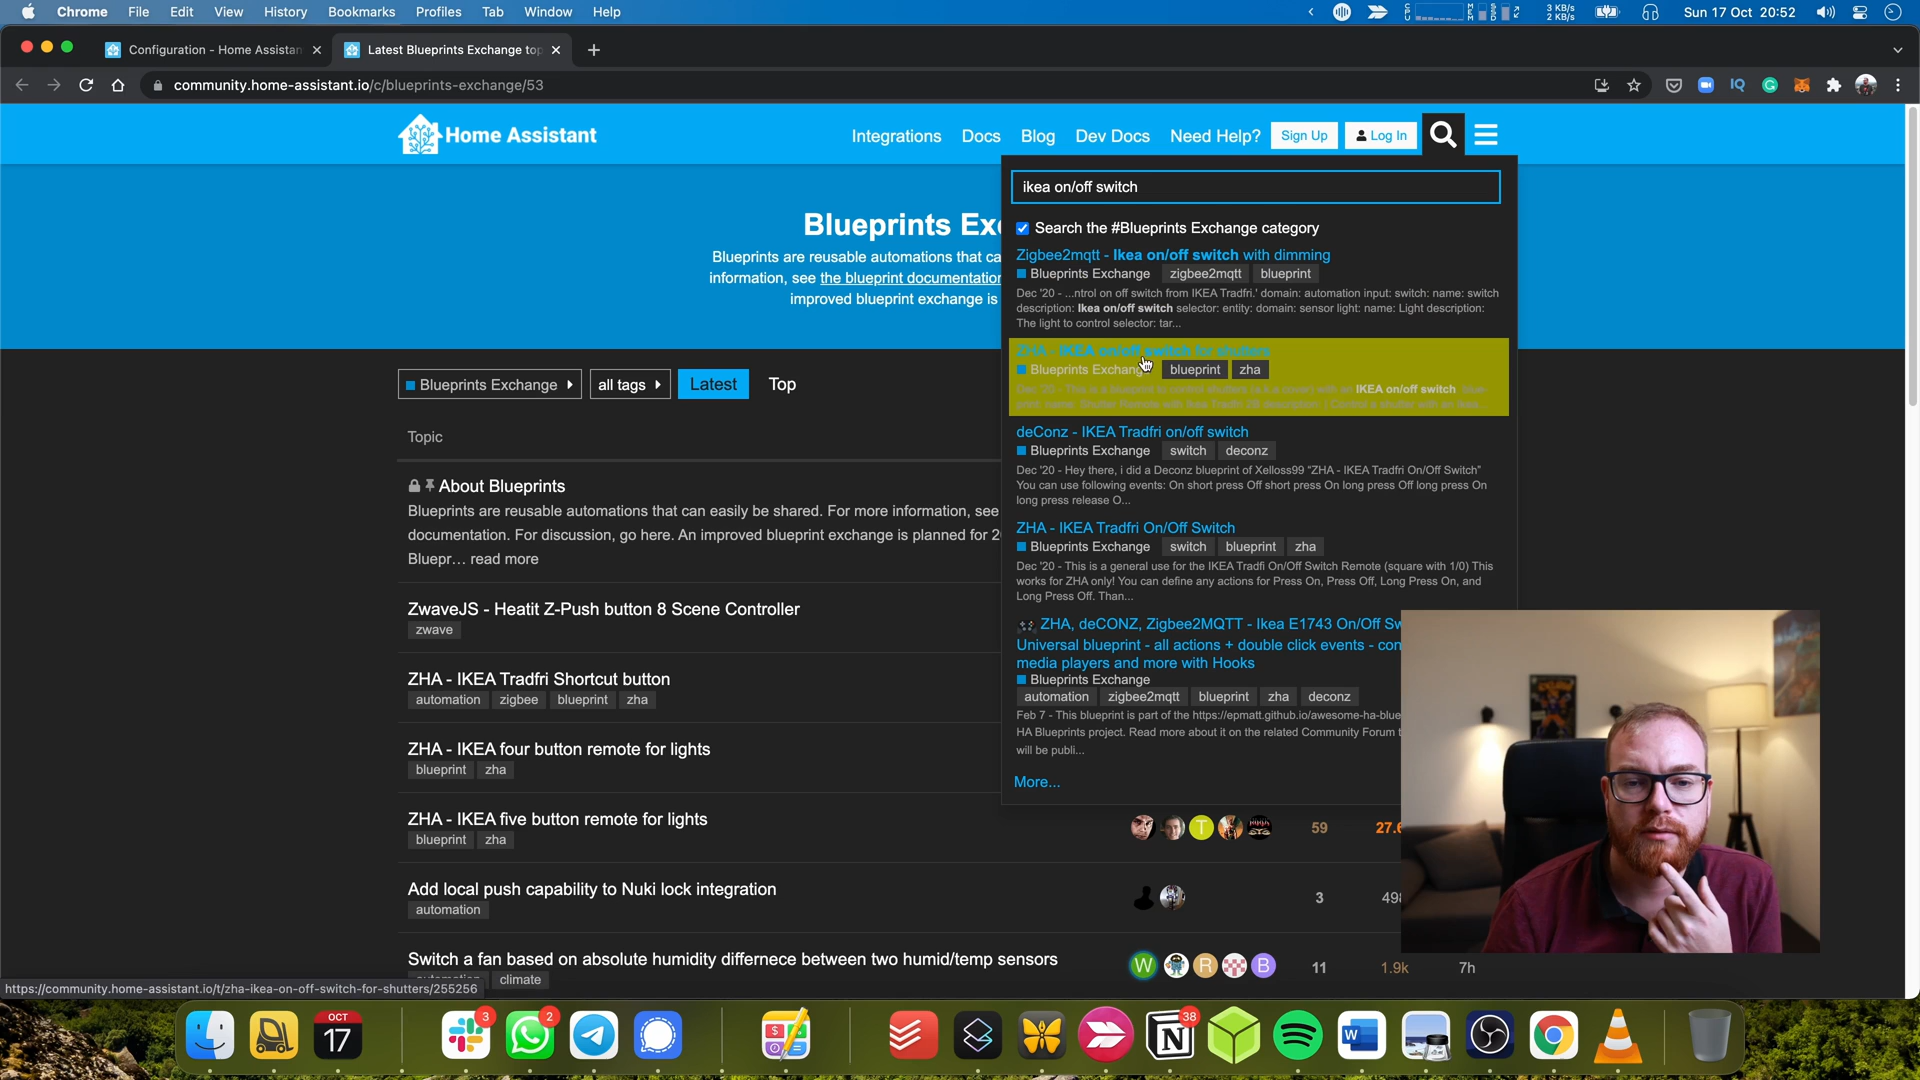 Chrome File Edit View History Bookmarks Profiles Tab Window Help
3 KB/s
2 KB/s
Sun 17 Oct 20:52
Configuration - Home Assistan
Latest Blueprints Exchange top
community.home-assistant.io/c/blueprints-exchange/53
Home Assistant
Integrations Docs Blog Dev Docs Need Help? Sign Up Log In
ikea on/off switch
Search the #Blueprints Exchange category
Zigbee2mqtt - Ikea on/off switch with dimming
Blueprints Exchange zigbee2mqtt blueprint
Dec '20 - ...ntrol on off switch from IKEA Tradfri.' domain: automation input: switch: name: switch
description: Ikea on/off switch selector: entity: domain: sensor light: name: Light description:
The light to control selector: tar...
ZHA - IKEA on/off switch for shutters
Blueprints Exchange blueprint zha
IKEA on/off switch
deConz - IKEA Tradfri on/off switch
Blueprints Exchange switch deconz
Dec '20 - Hey there, i did a Deconz blueprint of Xelloss99 "ZHA - IKEA Tradfri On/Off Switch"
You can use following events: On short press Off short press On long press Off long press On
long press release O...
ZHA - IKEA Tradfri On/Off Switch
Blueprints Exchange switch blueprint zha
Dec '20 - This is a general use for the IKEA Tradfi On/Off Switch Remote (square with 1/0) This
works for ZHA only! You can define any actions for Press On, Press Off, Long Press On, and
Long Press Off. Than...
ZHA, deCONZ, Zigbee2MQTT - Ikea E1743 On/Off Sw
Universal blueprint - all actions + double click events - con
media players and more with Hooks
Blueprints Exchange
automation zigbee2mqtt blueprint zha deconz
Feb 7 - This blueprint is part of the https://epmatt.github.io/awesome-ha-blue
HA Blueprints project. Read more about it on the related Community Forum t
will be publi...
More...
Blueprints Exc
Blueprints are reusable automations that ca
information, see the blueprint documentation
improved blueprint exchange is
Blueprints Exchange all tags Latest Top
Topic
About Blueprints
Blueprints are reusable automations that can easily be shared. For more information, see
documentation. For discussion, go here. An improved blueprint exchange is planned for 2
Bluepr... read more
ZwaveJS - Heatit Z-Push button 8 Scene Controller
zwave
ZHA - IKEA Tradfri Shortcut button
automation zigbee blueprint zha
ZHA - IKEA four button remote for lights
blueprint zha
ZHA - IKEA five button remote for lights
blueprint zha
T 59 27.6
Add local push capability to Nuki lock integration
automation
3 498
Switch a fan based on absolute humidity differnece between two humid/temp sensors
automation climate
W R B 11 1.9k 7h
https://community.home-assistant.io/t/zha-ikea-on-off-switch-for-shutters/255256
OCT
17
3
2
38